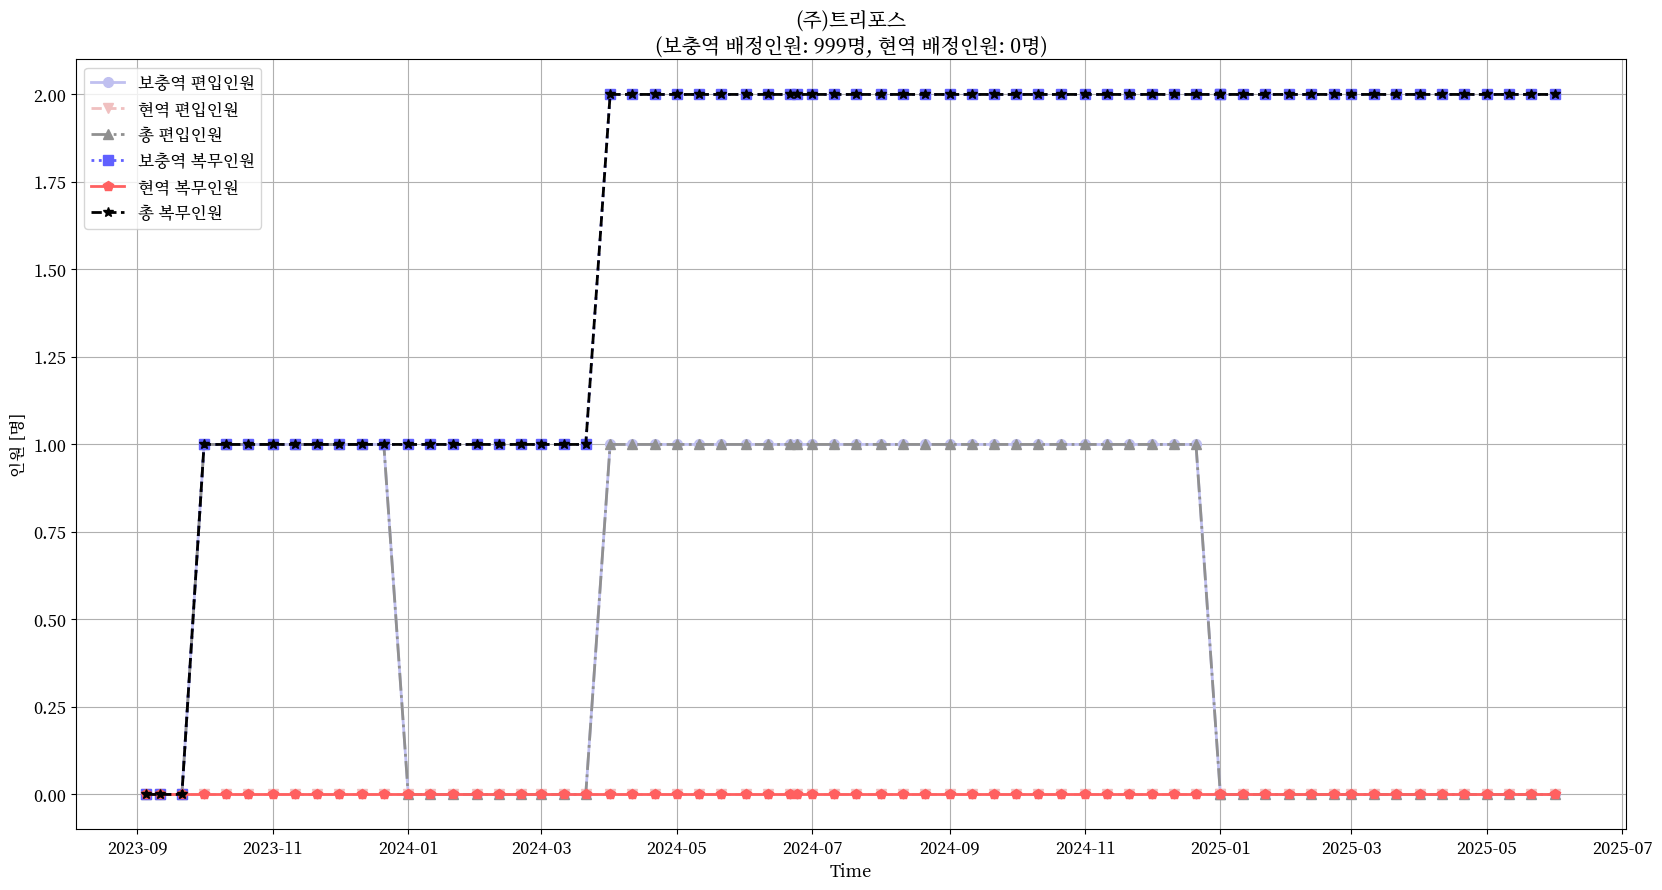 (주)트리포스
(보충역 배정인원: 999명, 현역 배정인원: 0명)
보충역 편입인원
현역 편입인원
총 편입인원
보충역 복무인원
현역 복무인원
총 복무인원
인원 [명]
2.00
1.75
1.50
1.25
1.00
0.75
0.50
0.25
0.00
2023-09 2023-11 2024-01 2024-03 2024-05 2024-07 2024-09 2024-11 2025-01 2025-03 2025-05 2025-07
Time